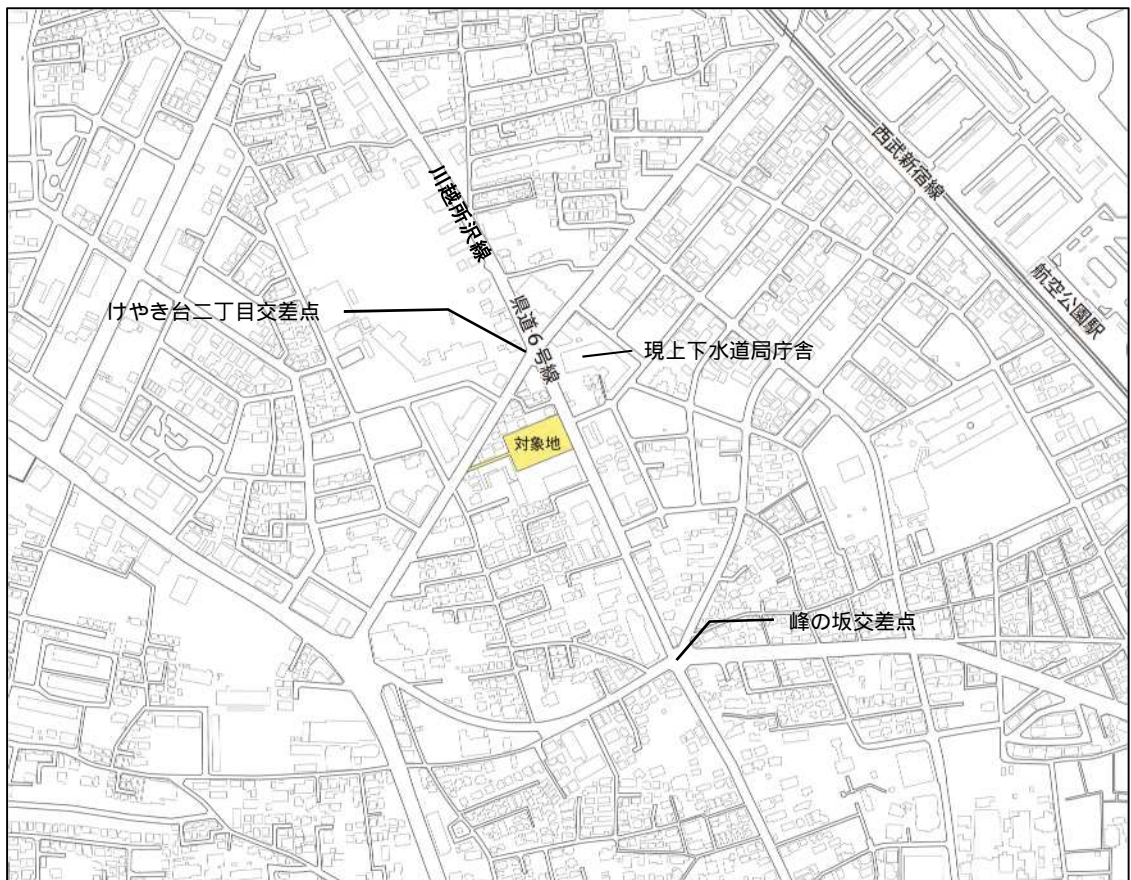 西武新宿線
川越所沢線
航空公園駅
けやき台二丁目交差点
県道6号線
現上下水道局庁舎
対象地
峰の坂交差点